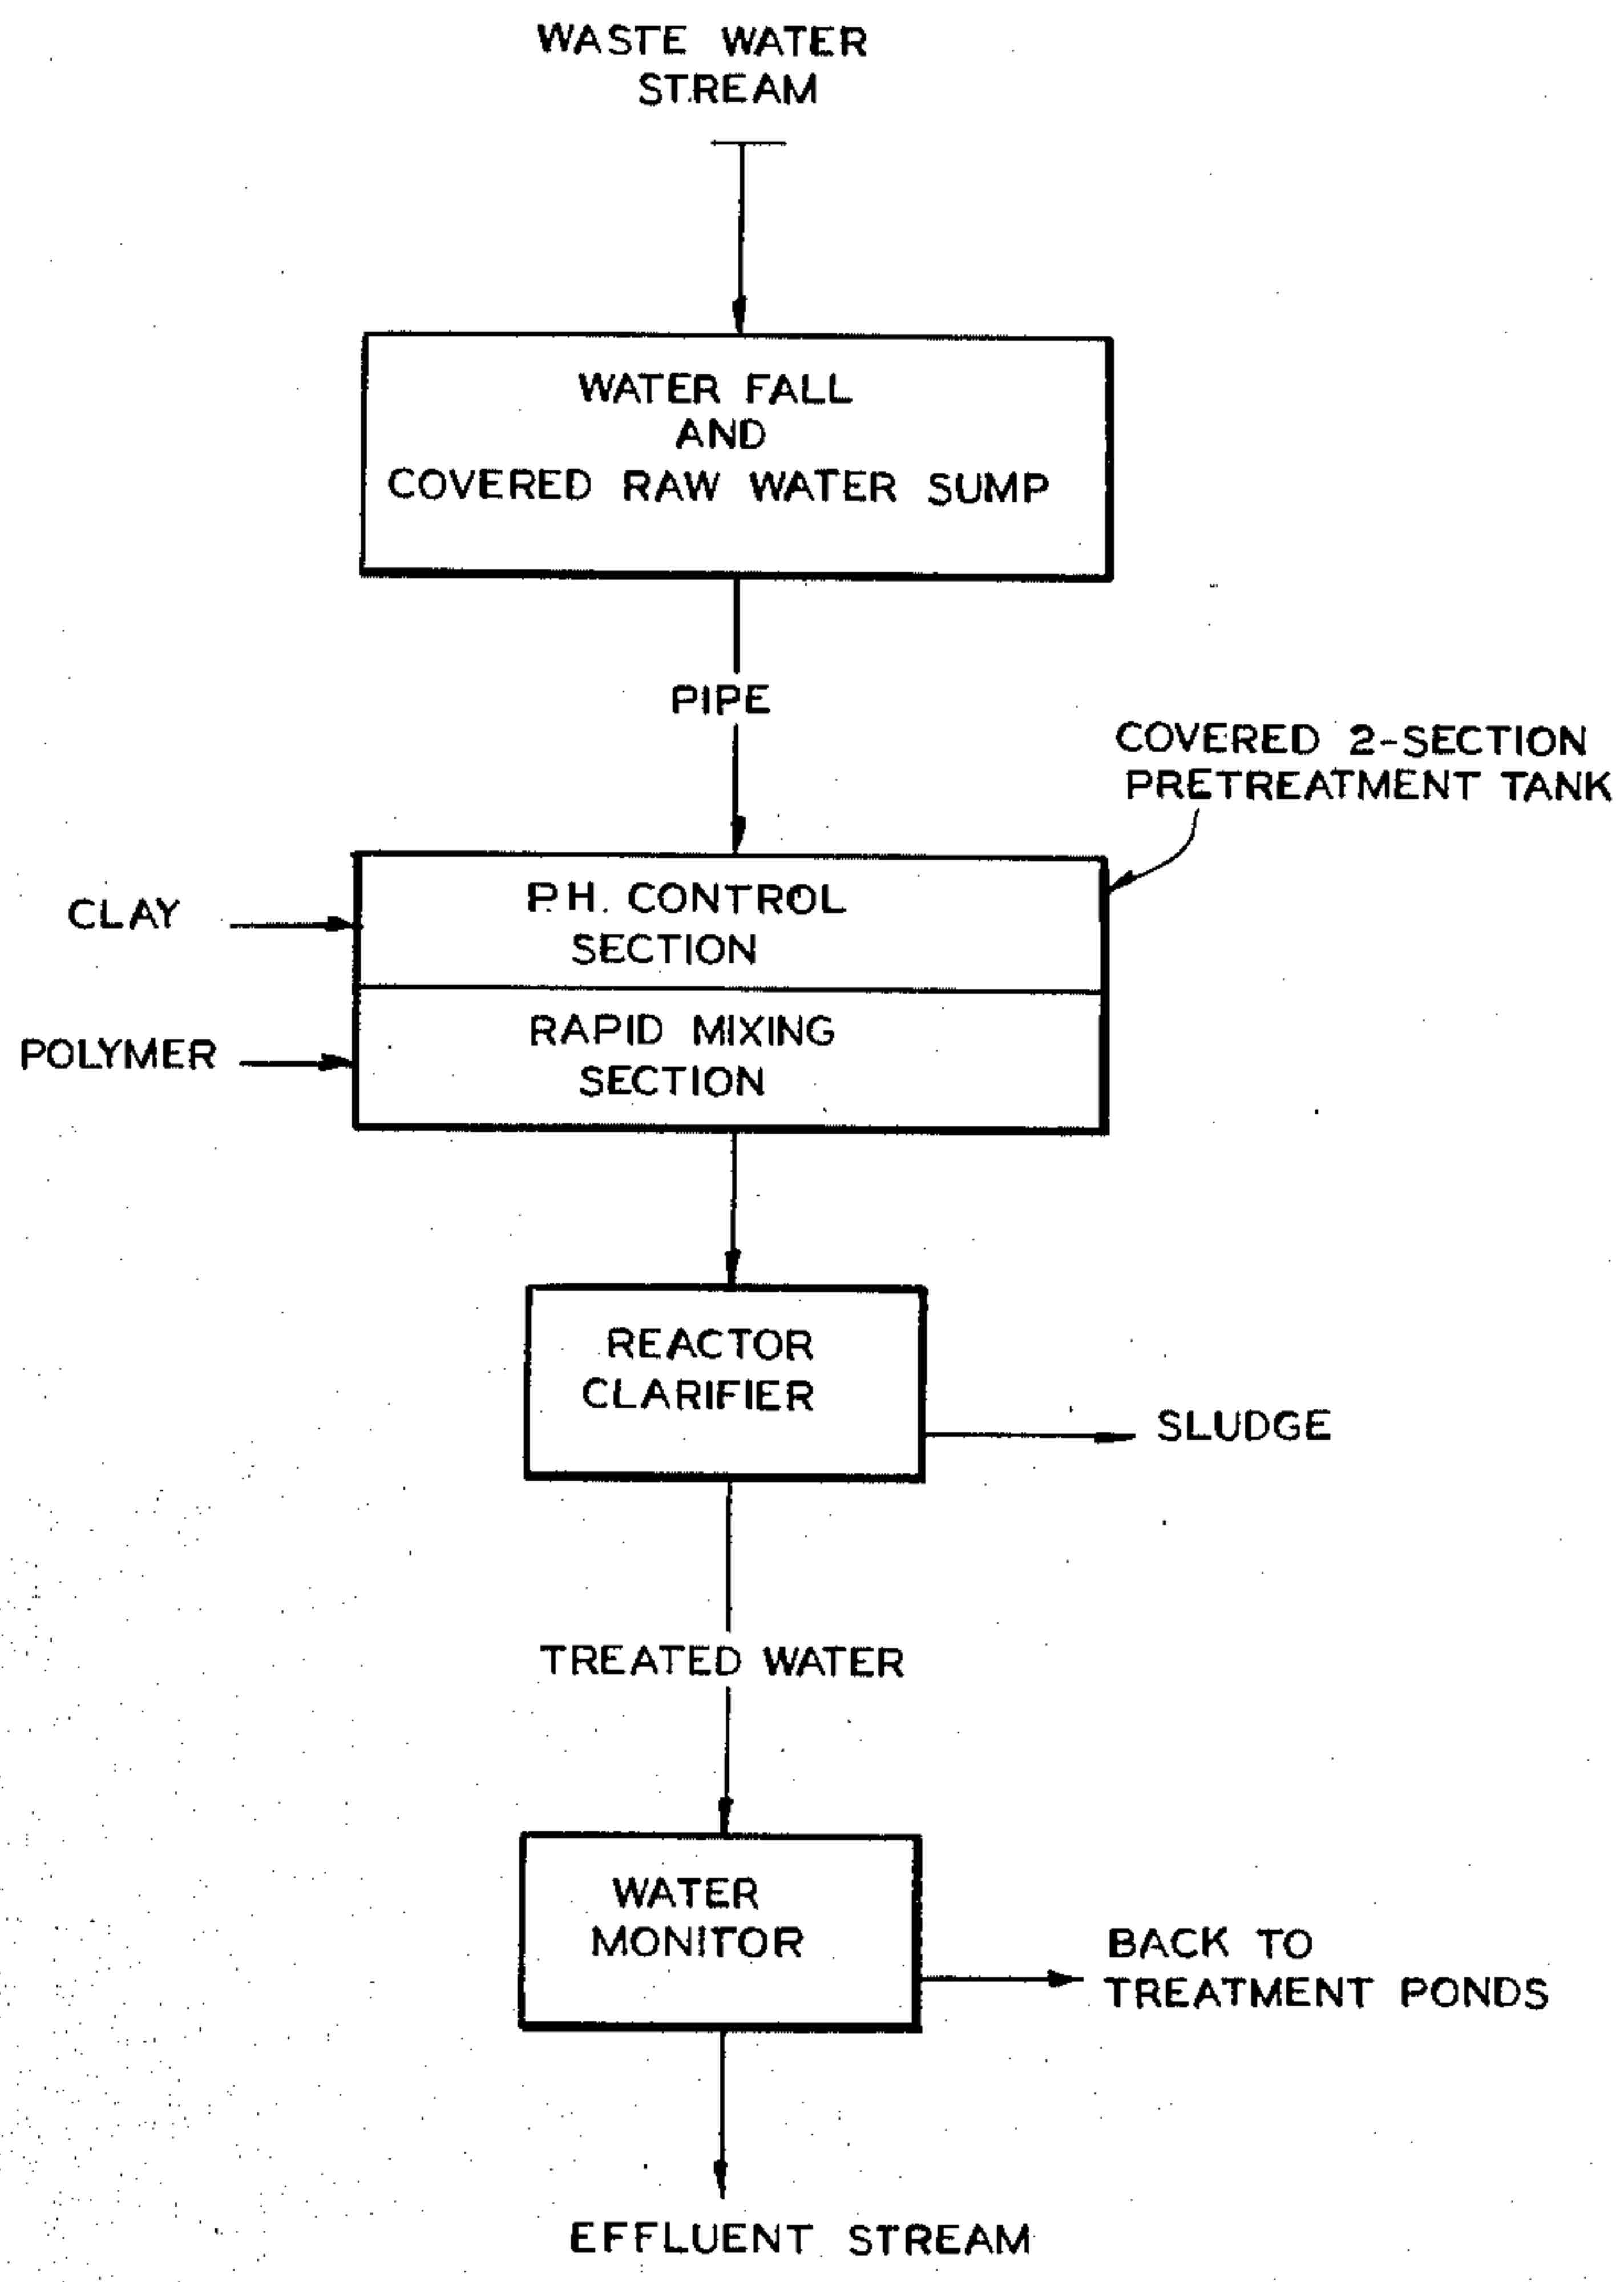 WASTE WATER
STREAM
WATER FALL
AND
COVERED RAW WATER SUMP
PIPE
COVERED 2-SECTION
PRETREATMENT TANK
CLAY
P.H. CONTROL
SECTION
POLYMER
RAPID MIXING
SECTION
REACTOR
CLARIFIER
SLUDGE
TREATED WATER
WATER
MONITOR
BACK TO
TREATMENT PONDS
EFFLUENT STREAM